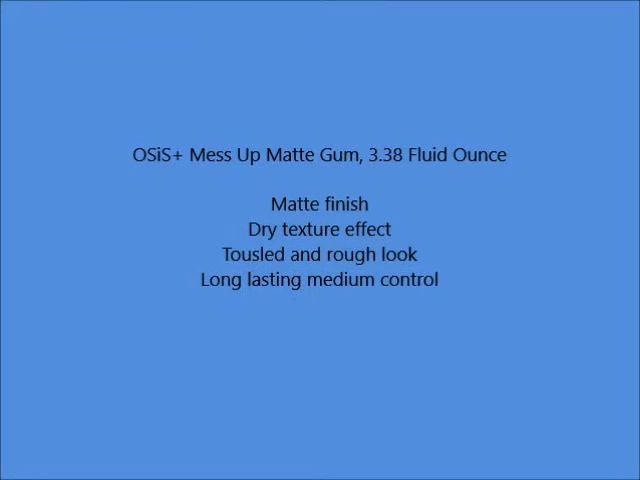 OSiS+ Mess Up Matte Gum, 3.38 Fluid Ounce
Matte finish
Dry texture effect
Tousled and rough look
Long lasting medium control